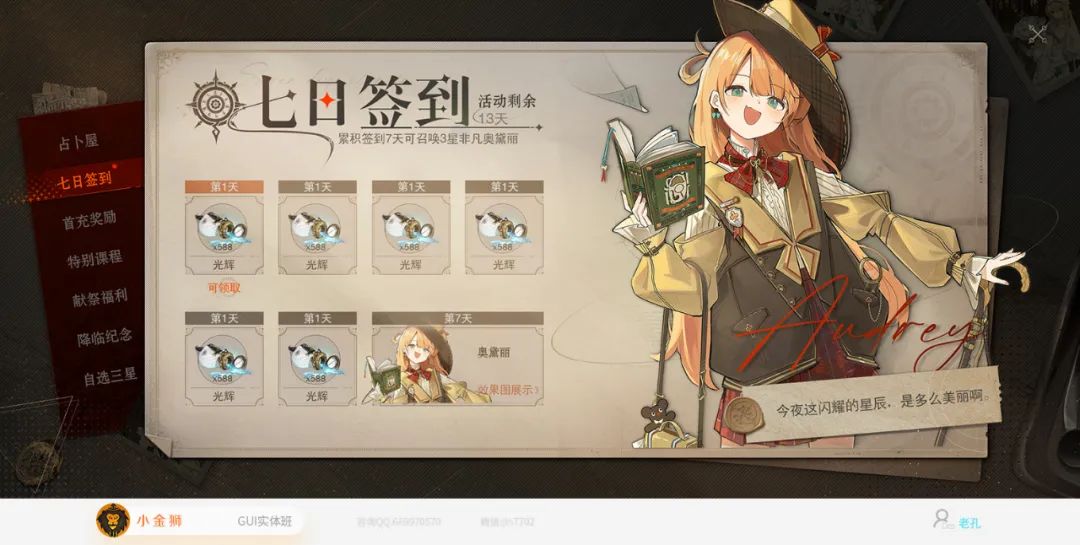 占卜屋
七日签到
首充奖励
特别课程
献祭福利
降临纪念
自选三星
七日签到
活动剩余
13天
累积签到7天可召唤3星非凡奥黛丽
第1天
第1天
第1天
第1天
x588
x588
x588
x588
光辉
光辉
光辉
光辉
可领取
第1天
第1天
第7天
x588
x588
奥黛丽
光辉
光辉
效果图展示
Audrey
今夜这闪耀的星辰，是多么美丽啊。
小金狮
GUI实体班
老孔